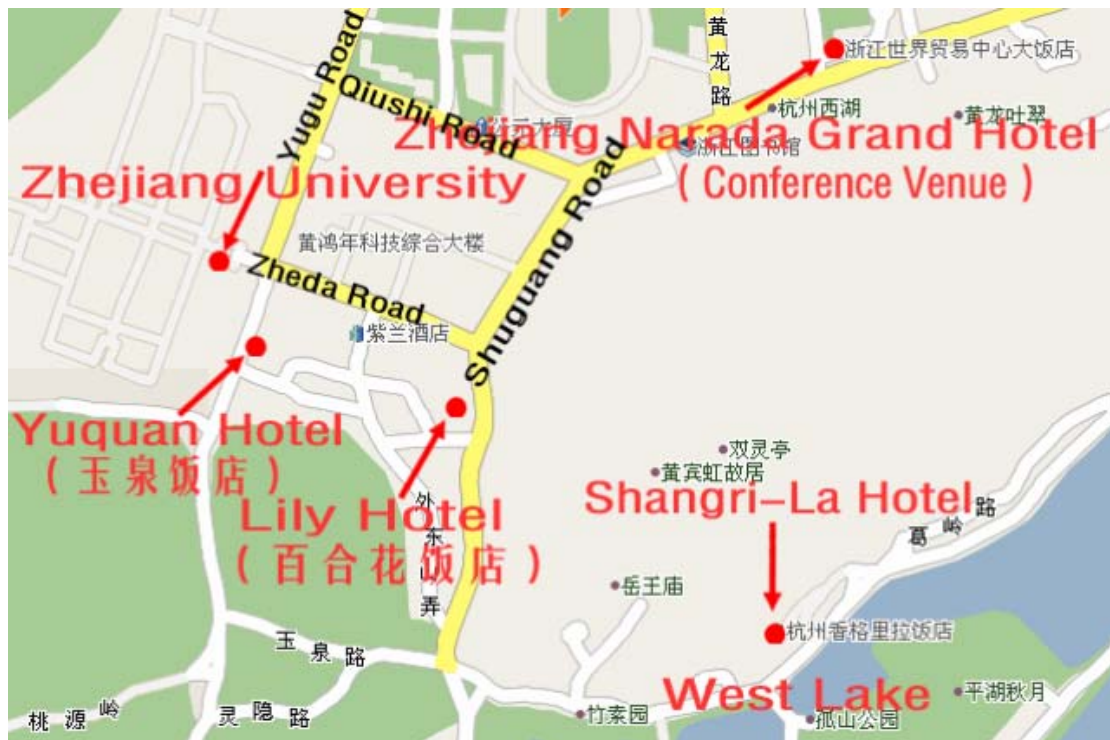 黄龙路
浙江世界贸易中心大饭店
Yugu Road
Qiushi Road
杭州西湖
黄龙吐翠
Zhejiang Narada Grand Hotel
浙江图书馆
( Conference Venue )
Zhejiang University
Shuguang Road
黄鸿年科技综合大楼
Zheda Road
紫兰酒店
Yuquan Hotel
( 玉泉饭店 )
双灵亭
黄宾虹故居
Shangri-La Hotel
葛岭路
Lily Hotel
( 百合花饭店 )
外东山弄
岳王庙
杭州香格里拉饭店
玉泉路
West Lake
平湖秋月
桃源岭
灵隐路
竹素园
孤山公园